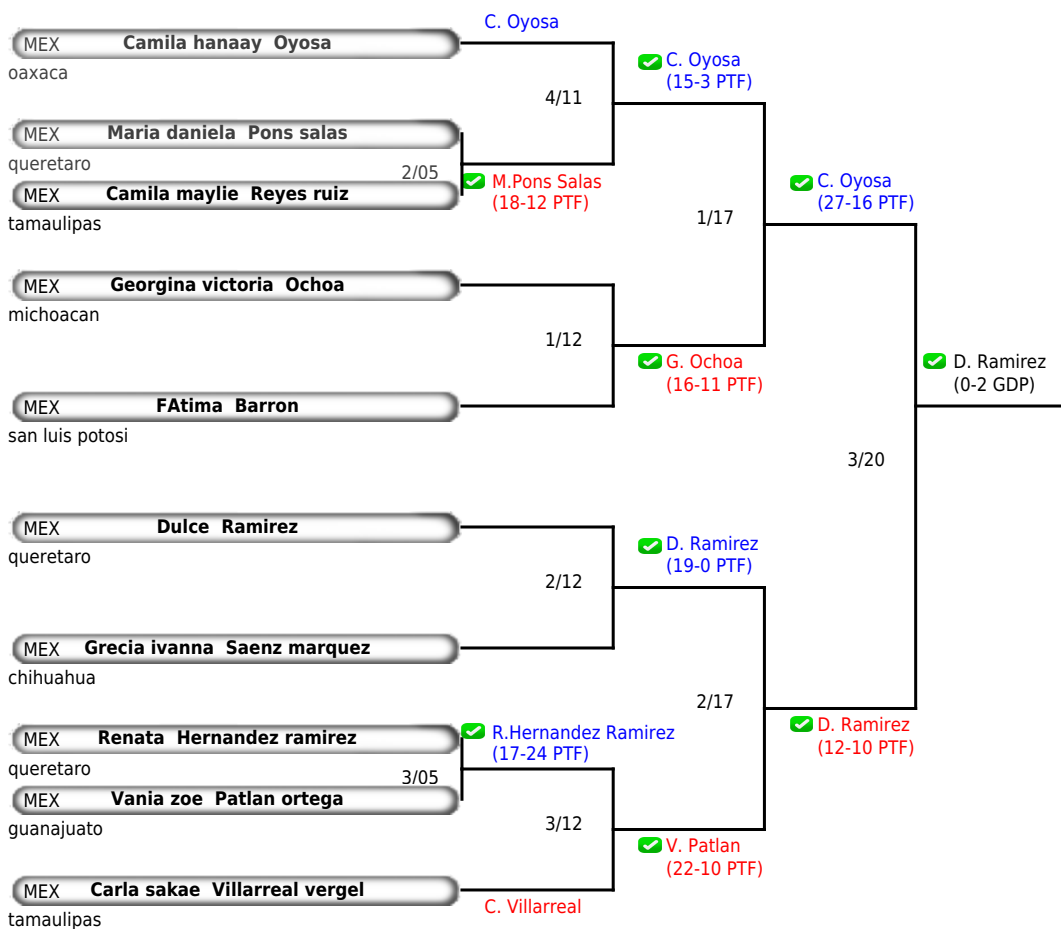 C. Oyosa
MEX Camila hanaay Oyosa
oaxaca
C. Oyosa
(15-3 PTF)
4/11
MEX Maria daniela Pons salas
queretaro
2/05
MEX Camila maylie Reyes ruiz
tamaulipas
M.Pons Salas
(18-12 PTF)
C. Oyosa
(27-16 PTF)
1/17
MEX Georgina victoria Ochoa
michoacan
1/12
G. Ochoa
(16-11 PTF)
D. Ramirez
(0-2 GDP)
MEX FAtima Barron
san luis potosi
3/20
MEX Dulce Ramirez
queretaro
D. Ramirez
(19-0 PTF)
2/12
MEX Grecia ivanna Saenz marquez
chihuahua
2/17
D. Ramirez
(12-10 PTF)
MEX Renata Hernandez ramirez
queretaro
R.Hernandez Ramirez
(17-24 PTF)
3/05
MEX Vania zoe Patlan ortega
guanajuato
3/12
V. Patlan
(22-10 PTF)
MEX Carla sakae Villarreal vergel
tamaulipas
C. Villarreal